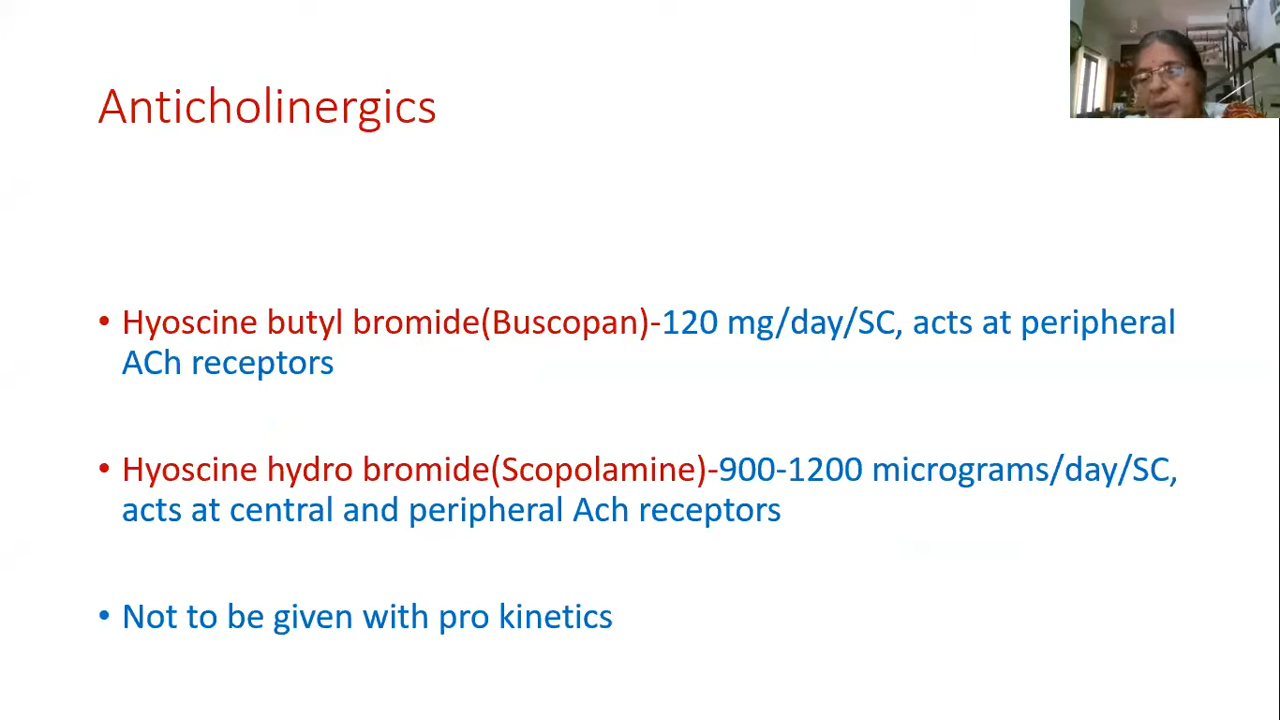 Anticholinergics
• Hyoscine butyl bromide(Buscopan)-120 mg/day/SC, acts at peripheral
ACh receptors
• Hyoscine hydro bromide(Scopolamine)-900-1200 micrograms/day/SC,
acts at central and peripheral Ach receptors
• Not to be given with pro kinetics